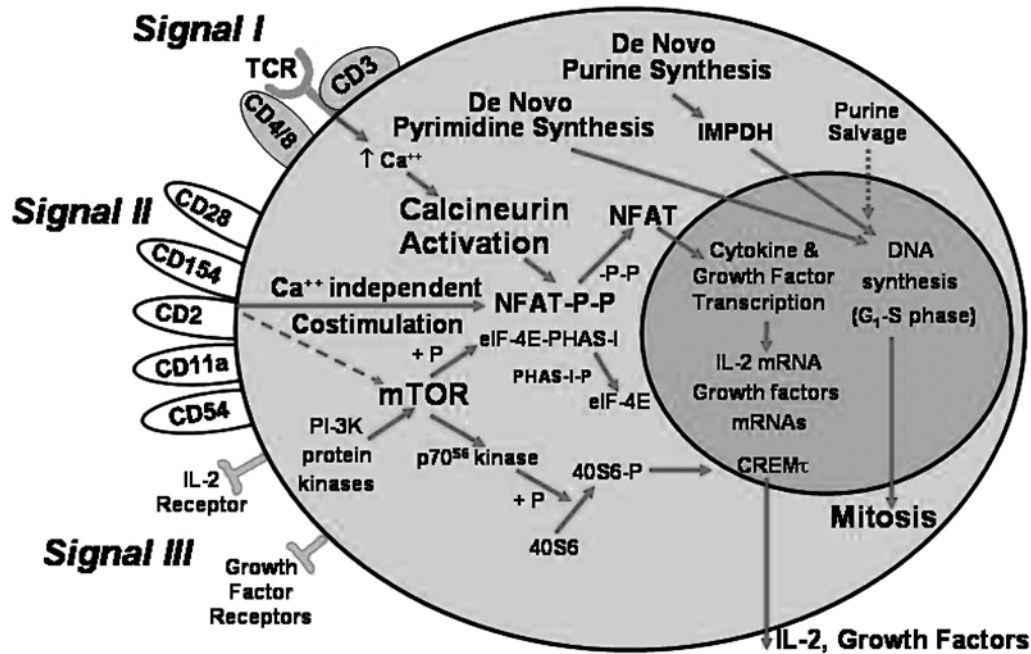 Signal I
TCR
CD3
CD4/8
↑ Ca⁺⁺
De Novo
Purine Synthesis
De Novo
Pyrimidine Synthesis
IMPDH
Purine
Salvage
Signal II
CD28
CD154
CD2
CD11a
CD54
Calcineurin
Activation
NFAT
-P-P
NFAT-P-P
Ca⁺⁺ independent
Costimulation
+ P
eIF-4E-PHAS-I
PHAS-I-P
eIF-4E
mTOR
PI-3K
protein
kinases
p70ˢ⁶ kinase
+ P
40S6-P
40S6
Cytokine &
Growth Factor
Transcription
IL-2 mRNA
Growth factors
mRNAs
CREMτ
DNA
synthesis
(G₁-S phase)
Mitosis
IL-2
Receptor
Signal III
Growth
Factor
Receptors
IL-2, Growth Factors